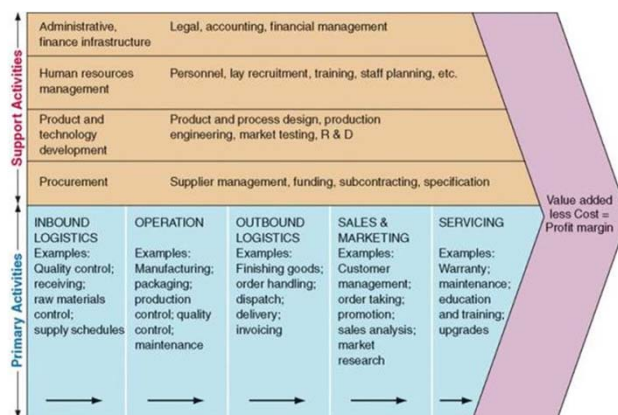 Support Activities
Administrative,
finance infrastructure
Legal, accounting, financial management
Human resources
management
Personnel, lay recruitment, training, staff planning, etc.
Product and
technology
development
Product and process design, production
engineering, market testing, R & D
Procurement
Supplier management, funding, subcontracting, specification
Value added
less Cost =
Profit margin
Primary Activities
INBOUND
LOGISTICS
Examples:
Quality control;
receiving;
raw materials
control;
supply schedules
OPERATION
Examples:
Manufacturing;
packaging;
production
control; quality
control;
maintenance
OUTBOUND
LOGISTICS
Examples:
Finishing goods;
order handling;
dispatch;
delivery;
invoicing
SALES &
MARKETING
Examples:
Customer
management;
order taking;
promotion;
sales analysis;
market
research
SERVICING
Examples:
Warranty;
maintenance;
education
and training;
upgrades